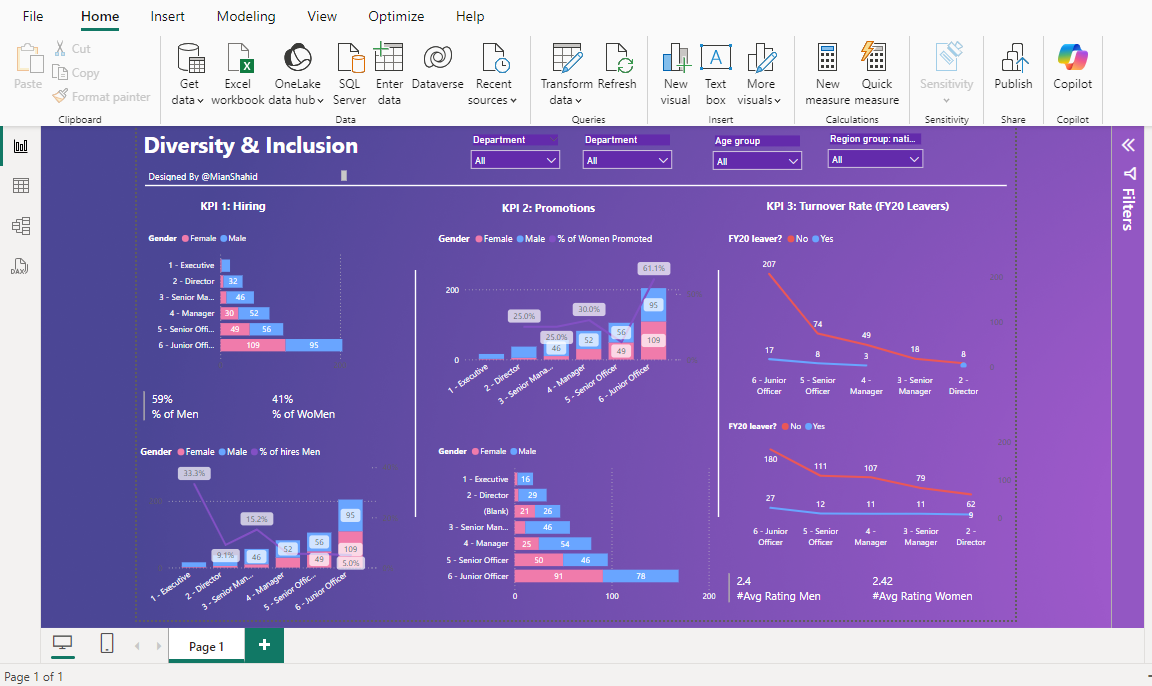 File Home Insert Modeling View Optimize Help
Paste
Cut
Copy
Format painter
Clipboard
Get data
Excel workbook
OneLake data hub
SQL Server
Enter data
Dataverse
Recent sources
Data
Transform data
Refresh
Queries
New visual
Text box
More visuals
Insert
New measure
Quick measure
Calculations
Sensitivity
Sensitivity
Publish
Share
Copilot
Copilot
Diversity & Inclusion
Designed By @MianShahid
Department
All
Department
All
Age group
All
Region group: nati...
All
Filters
KPI 1: Hiring
Gender Female Male
1 - Executive
2 - Director 32
3 - Senior Ma... 46
4 - Manager 30 52
5 - Senior Offi... 49 56
6 - Junior Offi... 109 95
59%
% of Men
41%
% of WoMen
Gender Female Male % of hires Men
33.3%
9.1%
15.2%
46
52
56
49
95
109
5.0%
200
0
1 - Executive
2 - Director
3 - Senior Man...
4 - Manager
5 - Senior Offic...
6 - Junior Officer
KPI 2: Promotions
Gender Female Male % of Women Promoted
200
0
25.0%
25.0%
46
30.0%
52
56
49
61.1%
95
109
1 - Executive
2 - Director
3 - Senior Mana...
4 - Manager
5 - Senior Officer
6 - Junior Officer
Gender Female Male
1 - Executive 16
2 - Director 29
(Blank) 21 26
3 - Senior Man... 46
4 - Manager 25 54
5 - Senior Officer 50 46
6 - Junior Officer 91 78
0 100 200
KPI 3: Turnover Rate (FY20 Leavers)
FY20 leaver? No Yes
207 74 49 18 8
17 8 3
200
100
0
6 - Junior Officer
5 - Senior Officer
4 - Manager
3 - Senior Manager
2 - Director
FY20 leaver? No Yes
180 111 107 79 62
27 12 11 11 9
200
100
0
6 - Junior Officer
5 - Senior Officer
4 - Manager
3 - Senior Manager
2 - Director
2.4
#Avg Rating Men
2.42
#Avg Rating Women
Page 1
Page 1 of 1